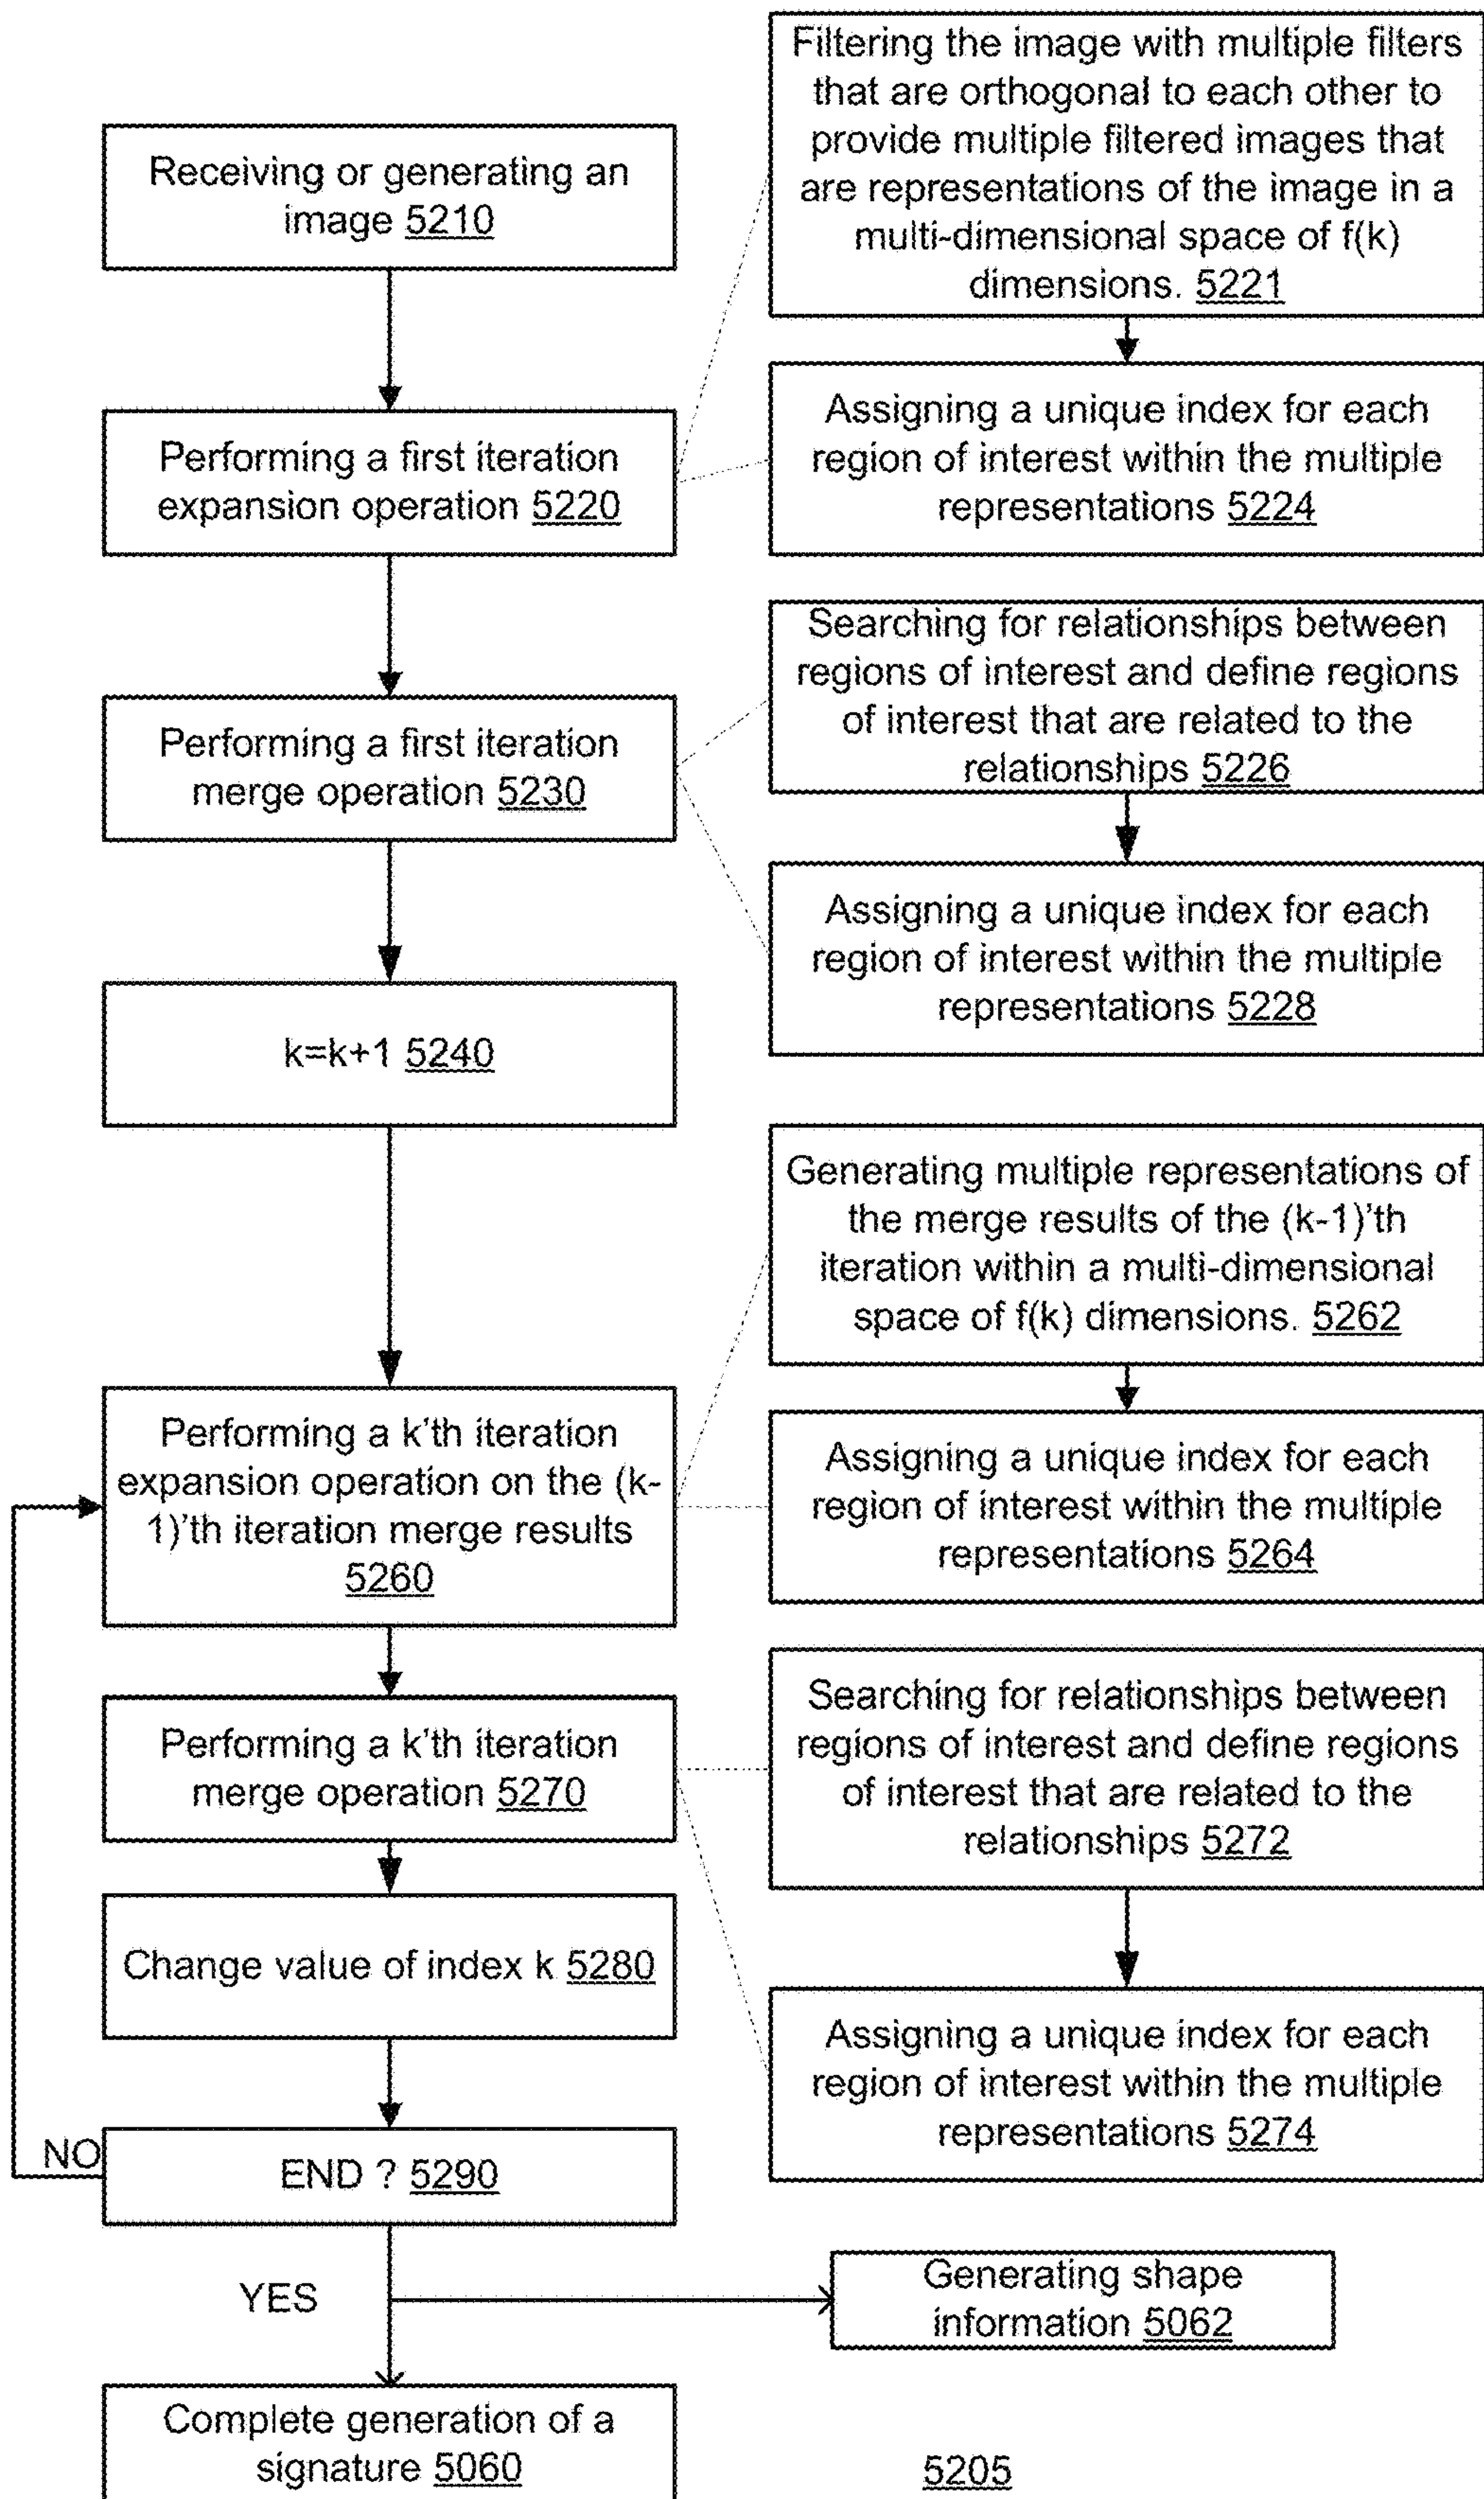 Receiving or generating an
image 5210
Filtering the image with multiple filters
that are orthogonal to each other to
provide multiple filtered images that
are representations of the image in a
multi-dimensional space of f(k)
dimensions. 5221
Performing a first iteration
expansion operation 5220
Assigning a unique index for each
region of interest within the multiple
representations 5224
Performing a first iteration
merge operation 5230
Searching for relationships between
regions of interest and define regions
of interest that are related to the
relationships 5226
Assigning a unique index for each
region of interest within the multiple
representations 5228
k=k+1 5240
Generating multiple representations of
the merge results of the (k-1)'th
iteration within a multi-dimensional
space of f(k) dimensions. 5262
Performing a k'th iteration
expansion operation on the (k-
1)'th iteration merge results
5260
Assigning a unique index for each
region of interest within the multiple
representations 5264
Performing a k'th iteration
merge operation 5270
Searching for relationships between
regions of interest and define regions
of interest that are related to the
relationships 5272
Change value of index k 5280
Assigning a unique index for each
region of interest within the multiple
representations 5274
NO
END ? 5290
YES
Generating shape
information 5062
Complete generation of a
signature 5060
5205